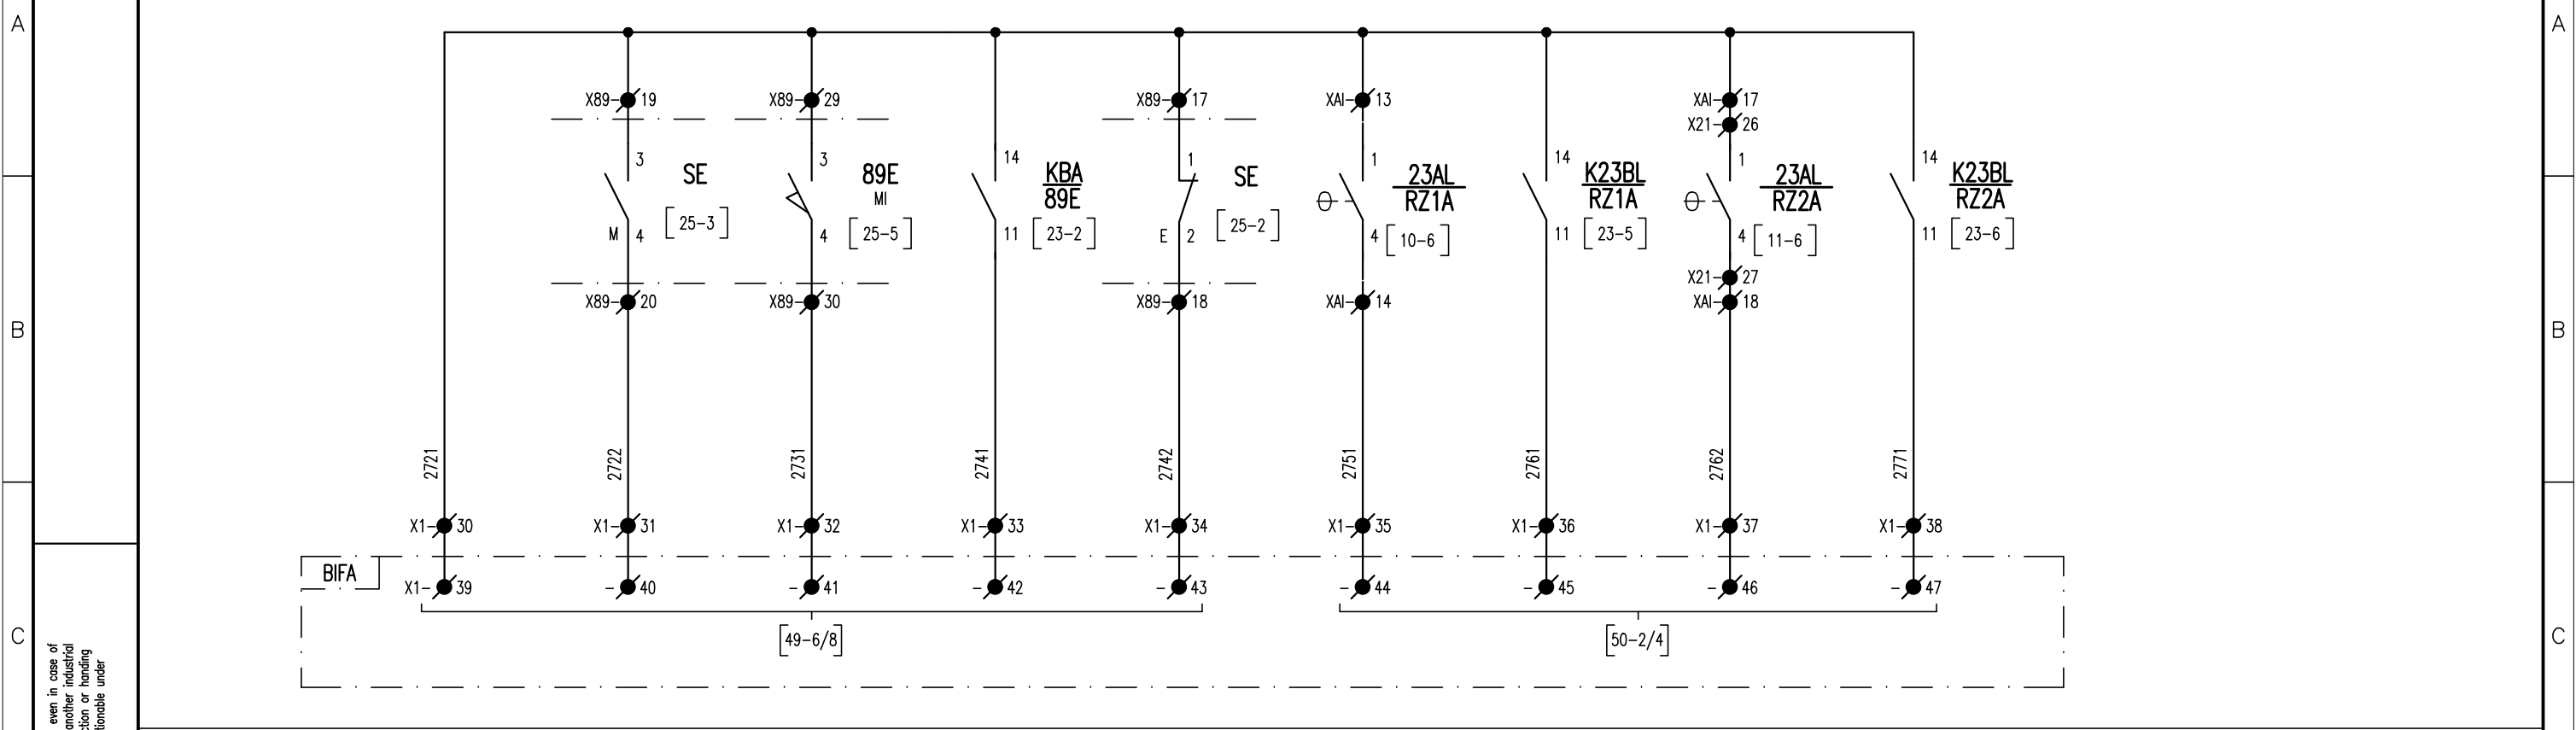 A
A
X89- 19
X89- 29
X89- 17
XAI- 13
XAI- 17
X21- 26
3
SE
M 4
[25-3]
3
89E
MI
4
[25-5]
14
KBA
89E
11
[23-2]
1
SE
E 2
[25-2]
1
23AL
RZ1A
4
[10-6]
14
K23BL
RZ1A
11
[23-5]
1
23AL
RZ2A
4
[11-6]
14
K23BL
RZ2A
11
[23-6]
X21- 27
X89- 20
X89- 30
X89- 18
XAI- 14
XAI- 18
B
B
2721
2722
2731
2741
2742
2751
2761
2762
2771
X1- 30
X1- 31
X1- 32
X1- 33
X1- 34
X1- 35
X1- 36
X1- 37
X1- 38
BIFA
X1- 39
- 40
- 41
- 42
- 43
- 44
- 45
- 46
- 47
[49-6/8]
[50-2/4]
C
C
even in case of
another industrial
ction or handing
tionable under